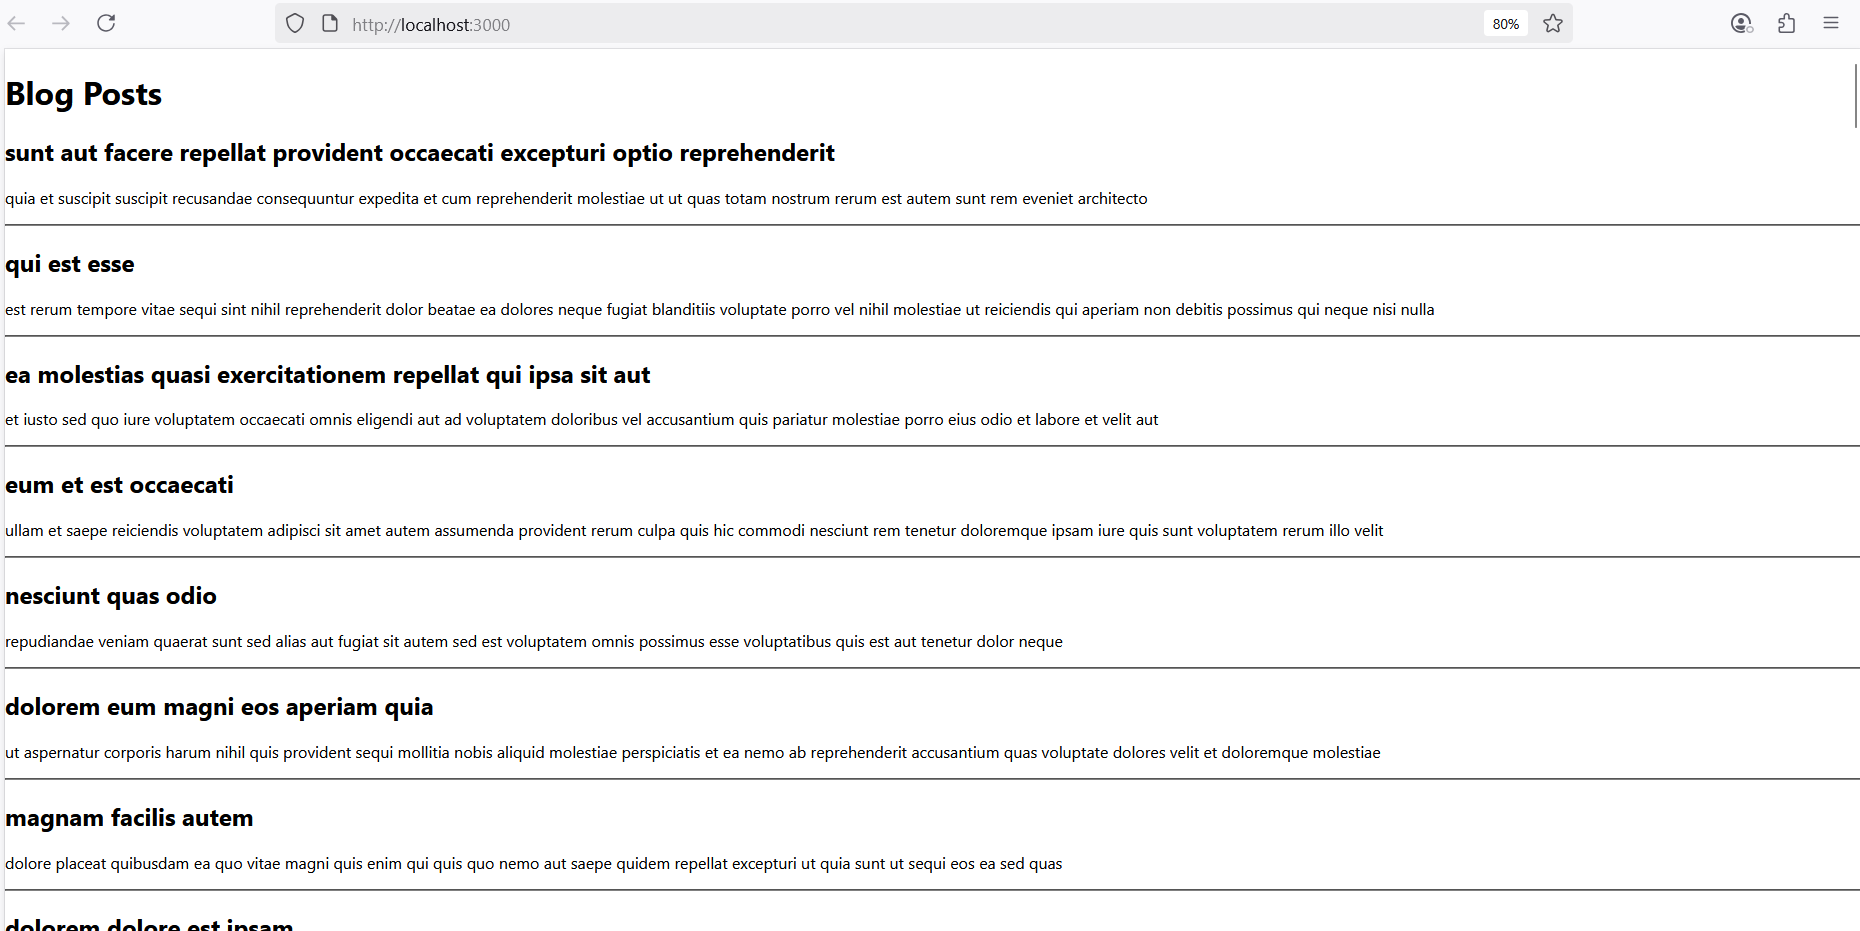 http://localhost:3000
80%
Blog Posts
sunt aut facere repellat provident occaecati excepturi optio reprehenderit
quia et suscipit suscipit recusandae consequuntur expedita et cum reprehenderit molestiae ut ut quas totam nostrum rerum est autem sunt rem eveniet architecto
qui est esse
est rerum tempore vitae sequi sint nihil reprehenderit dolor beatae ea dolores neque fugiat blanditiis voluptate porro vel nihil molestiae ut reiciendis qui aperiam non debitis possimus qui neque nisi nulla
ea molestias quasi exercitationem repellat qui ipsa sit aut
et iusto sed quo iure voluptatem occaecati omnis eligendi aut ad voluptatem doloribus vel accusantium quis pariatur molestiae porro eius odio et labore et velit aut
eum et est occaecati
ullam et saepe reiciendis voluptatem adipisci sit amet autem assumenda provident rerum culpa quis hic commodi nesciunt rem tenetur doloremque ipsam iure quis sunt voluptatem rerum illo velit
nesciunt quas odio
repudiandae veniam quaerat sunt sed alias aut fugiat sit autem sed est voluptatem omnis possimus esse voluptatibus quis est aut tenetur dolor neque
dolorem eum magni eos aperiam quia
ut aspernatur corporis harum nihil quis provident sequi mollitia nobis aliquid molestiae perspiciatis et ea nemo ab reprehenderit accusantium quas voluptate dolores velit et doloremque molestiae
magnam facilis autem
dolore placeat quibusdam ea quo vitae magni quis enim qui quis quo nemo aut saepe quidem repellat excepturi ut quia sunt ut sequi eos ea sed quas
dolorem dolore est ipsam